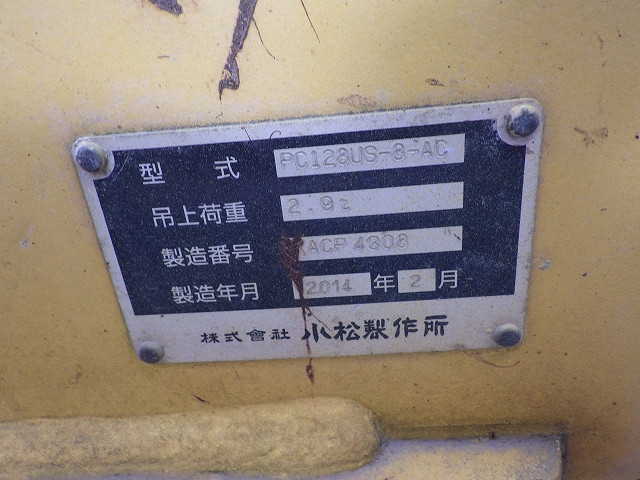 型 式 PC128US-8-AC
吊上荷重 2.9t
製造番号 ACP 4308
製造年月 2014 年 2 月
株式會社 小松製作所